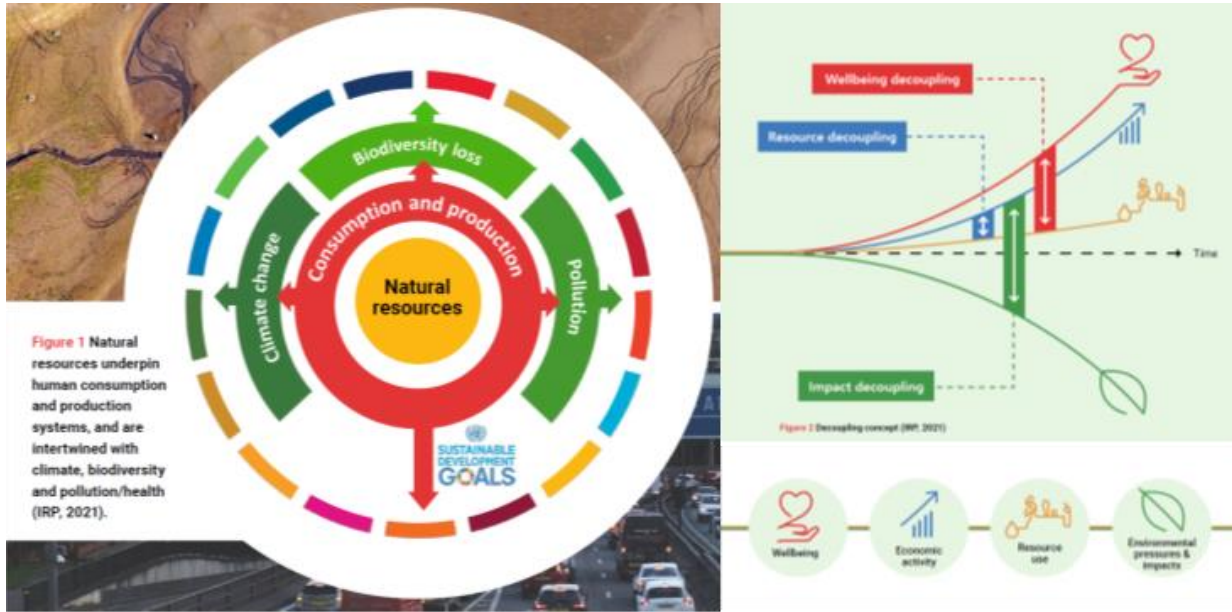 Biodiversity loss
Climate change
Consumption and production
Pollution
Natural
resources
Figure 1 Natural
resources underpin
human consumption
and production
systems, and are
intertwined with
climate, biodiversity
and pollution/health
(IRP, 2021).
SUSTAINABLE
DEVELOPMENT
GOALS
Wellbeing decoupling
Resource decoupling
Time
Impact decoupling
Figure 2 Decoupling concept (IRP, 2021)
Wellbeing
Economic
activity
Resource
use
Environmental
pressures &
impacts